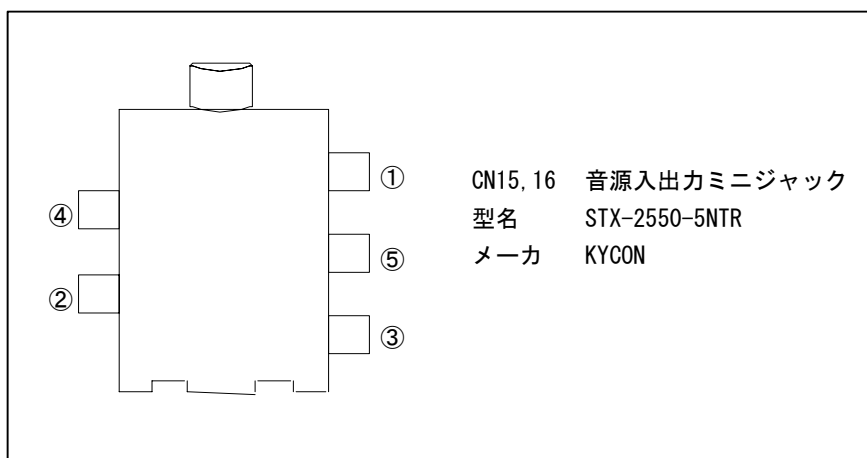 ①
④
⑤
②
③
CN15,16 音源入出力ミニジャック
型名 STX-2550-5NTR
メーカ KYCON